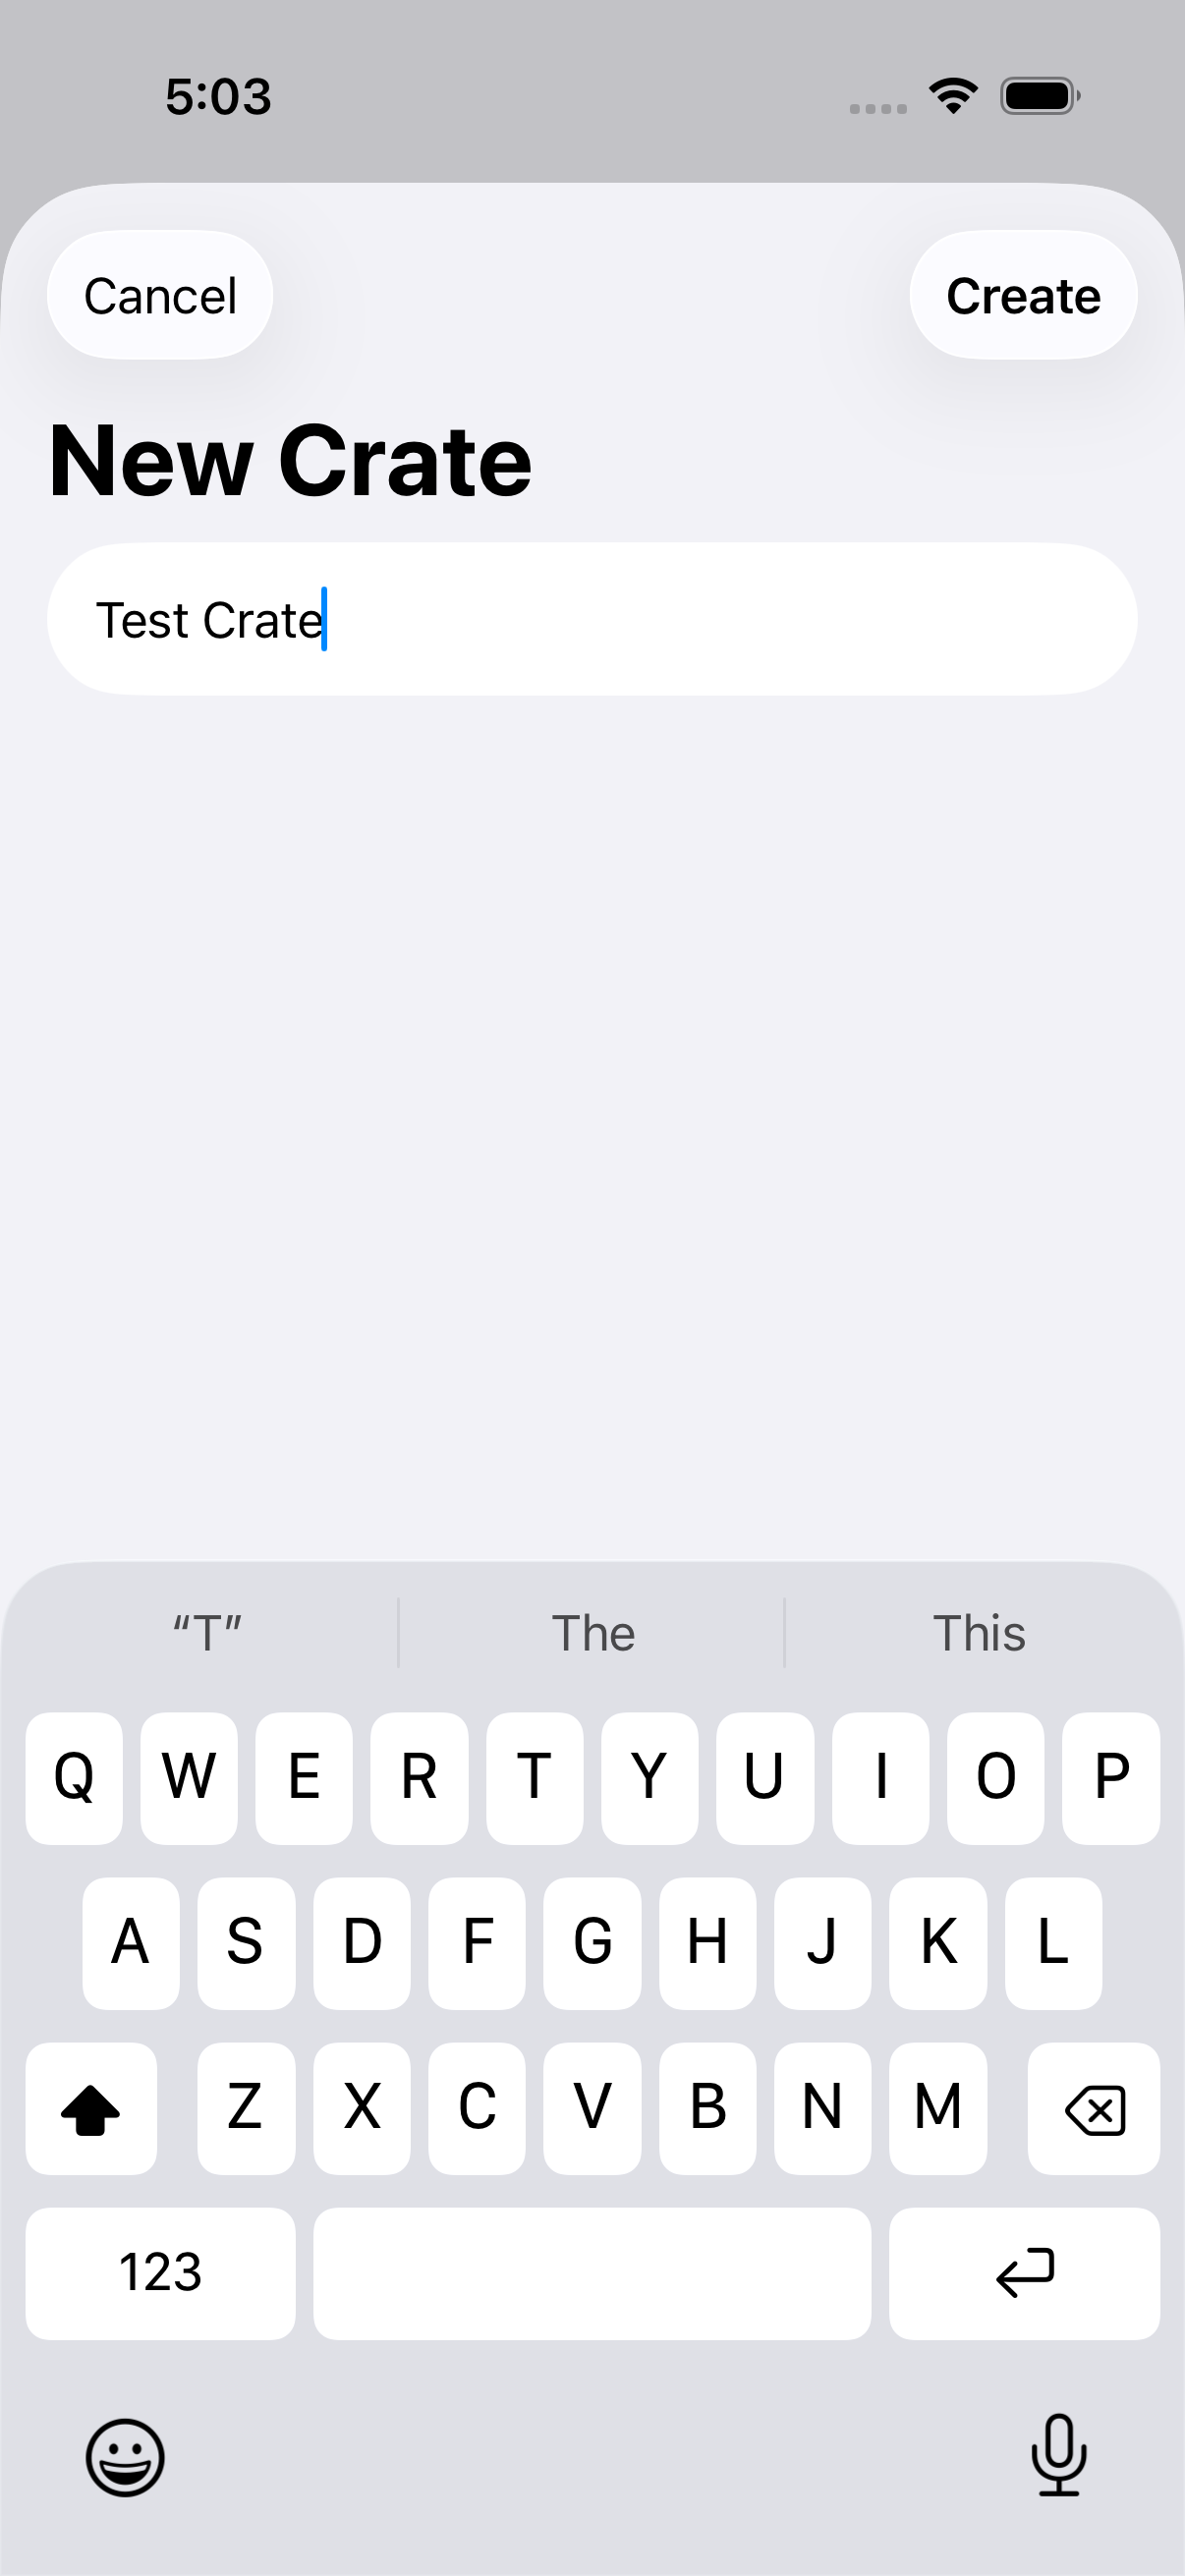 5:03
Cancel
Create
New Crate
Test Crate
“T” The This
Q W E R T Y U I O P
A S D F G H J K L
Z X C V B N M
123